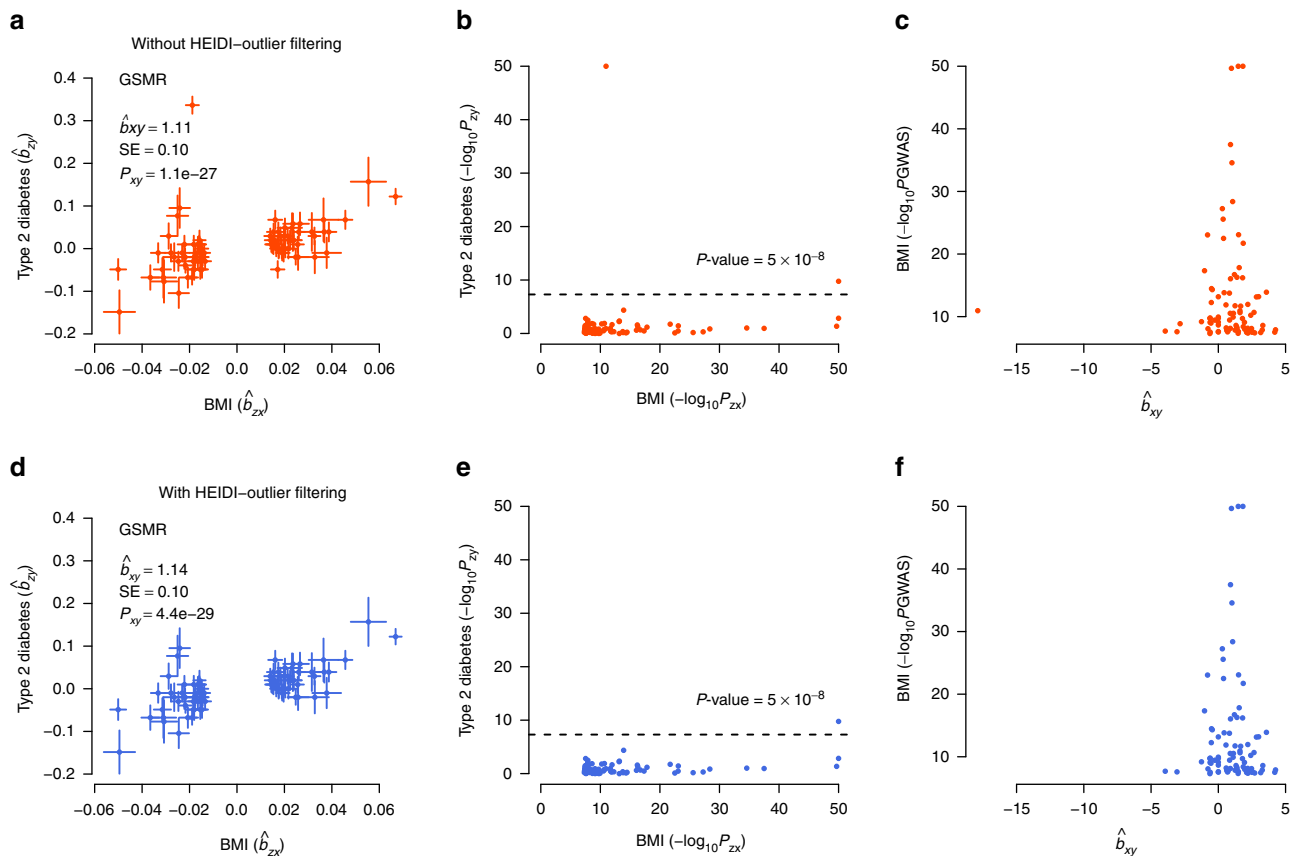 a
Without HEIDI–outlier filtering
GSMR
b̂xy = 1.11
SE = 0.10
Pxy = 1.1e−27
Type 2 diabetes (b̂zy)
0.4
0.3
0.2
0.1
0.0
−0.1
−0.2
−0.06 −0.04 −0.02 0.0 0.02 0.04 0.06
BMI (b̂zx)
b
Type 2 diabetes (−log10Pzy)
50
40
30
20
10
0
P-value = 5 × 10−8
0 10 20 30 40 50
BMI (−log10Pzx)
c
BMI (−log10PGWAS)
50
40
30
20
10
−15 −10 −5 0 5
b̂xy
d
With HEIDI–outlier filtering
GSMR
b̂xy = 1.14
SE = 0.10
Pxy = 4.4e−29
Type 2 diabetes (b̂zy)
0.4
0.3
0.2
0.1
0.0
−0.1
−0.2
−0.06 −0.04 −0.02 0.0 0.02 0.04 0.06
BMI (b̂zx)
e
Type 2 diabetes (−log10Pzy)
50
40
30
20
10
0
P-value = 5 × 10−8
0 10 20 30 40 50
BMI (−log10Pzx)
f
BMI (−log10PGWAS)
50
40
30
20
10
−15 −10 −5 0 5
b̂xy